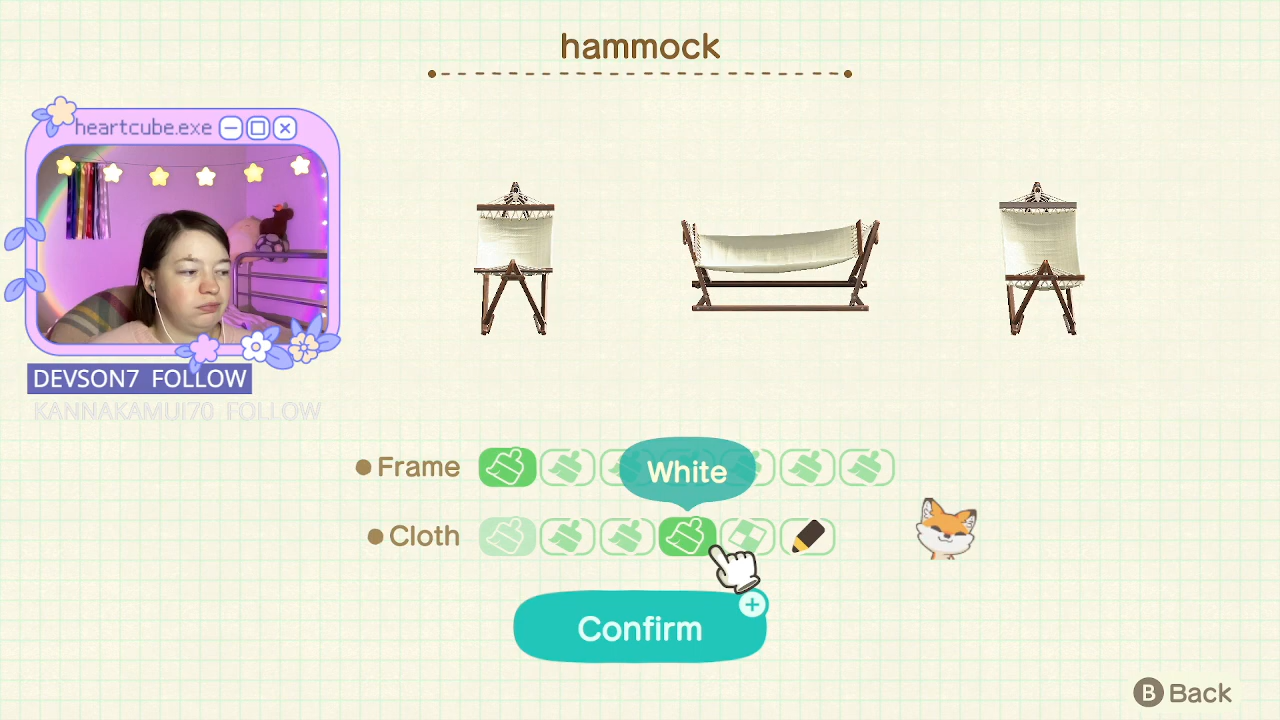 hammock
heartcube.exe
DEVSON7 FOLLOW
KANNAKAMUI70 FOLLOW
Frame
White
Cloth
Confirm
B Back